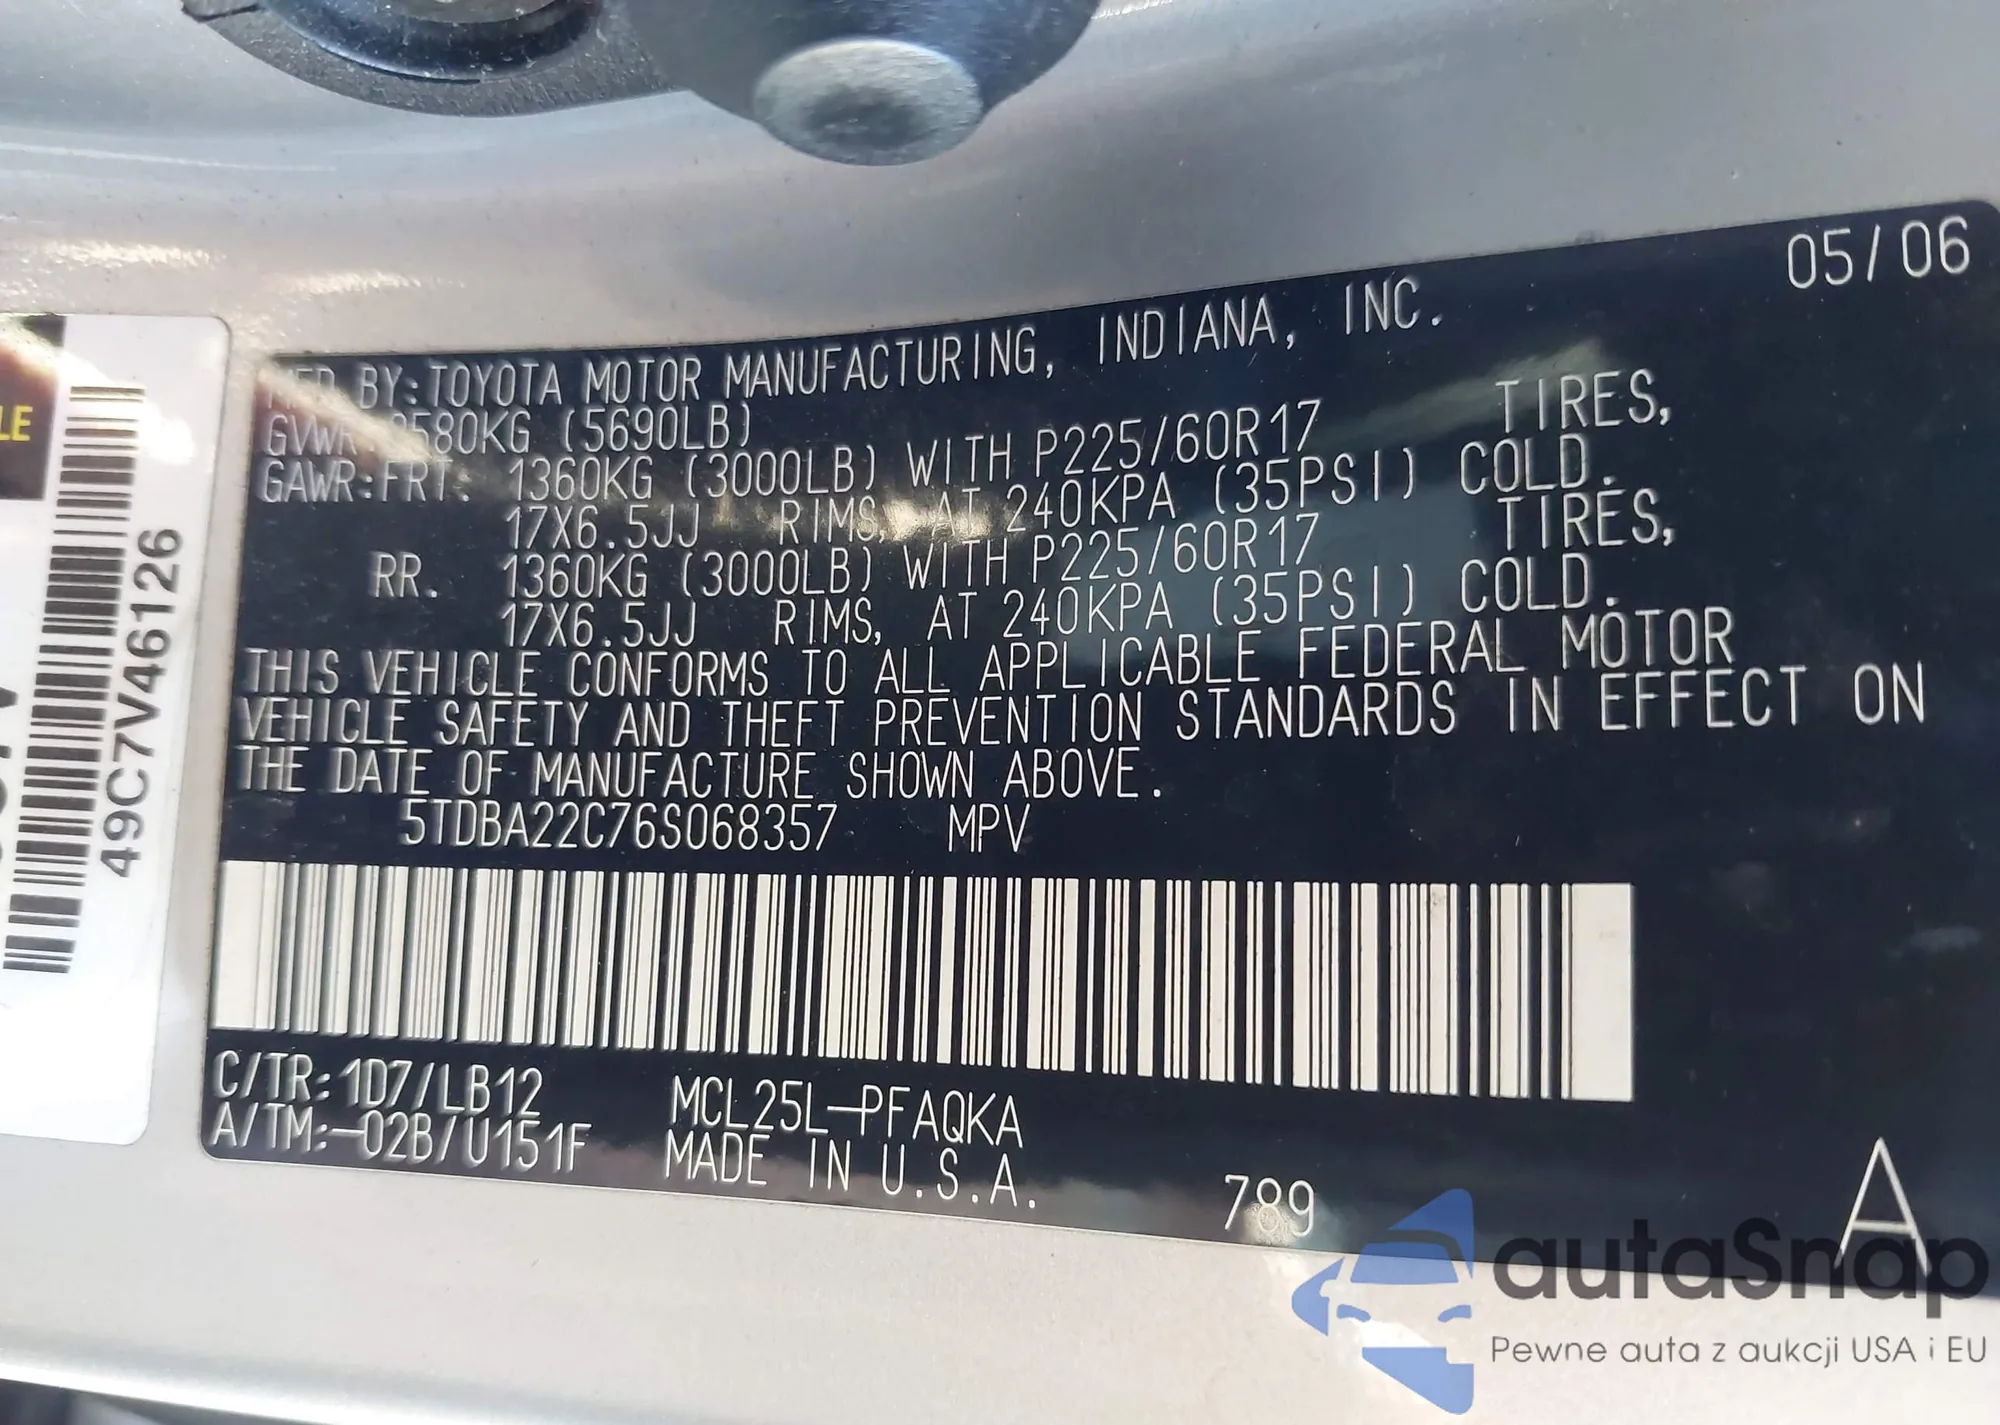 05/06
MFD BY:TOYOTA MOTOR MANUFACTURING, INDIANA, INC.
GVWR 2580KG (5690LB)
GAWR:FRT. 1360KG (3000LB) WITH P225/60R17 TIRES,
17X6.5JJ RIMS, AT 240KPA (35PSI) COLD.
RR. 1360KG (3000LB) WITH P225/60R17 TIRES,
17X6.5JJ RIMS, AT 240KPA (35PSI) COLD.
THIS VEHICLE CONFORMS TO ALL APPLICABLE FEDERAL MOTOR
VEHICLE SAFETY AND THEFT PREVENTION STANDARDS IN EFFECT ON
THE DATE OF MANUFACTURE SHOWN ABOVE.
5TDBA22C76S068357 MPV
C/TR:1D7/LB12 MCL25L-PFAQKA
A/TM:-02B/U151F MADE IN U.S.A.
789
A
LE
49C7V46126
autaSnap
Pewne auta z aukcji USA i EU